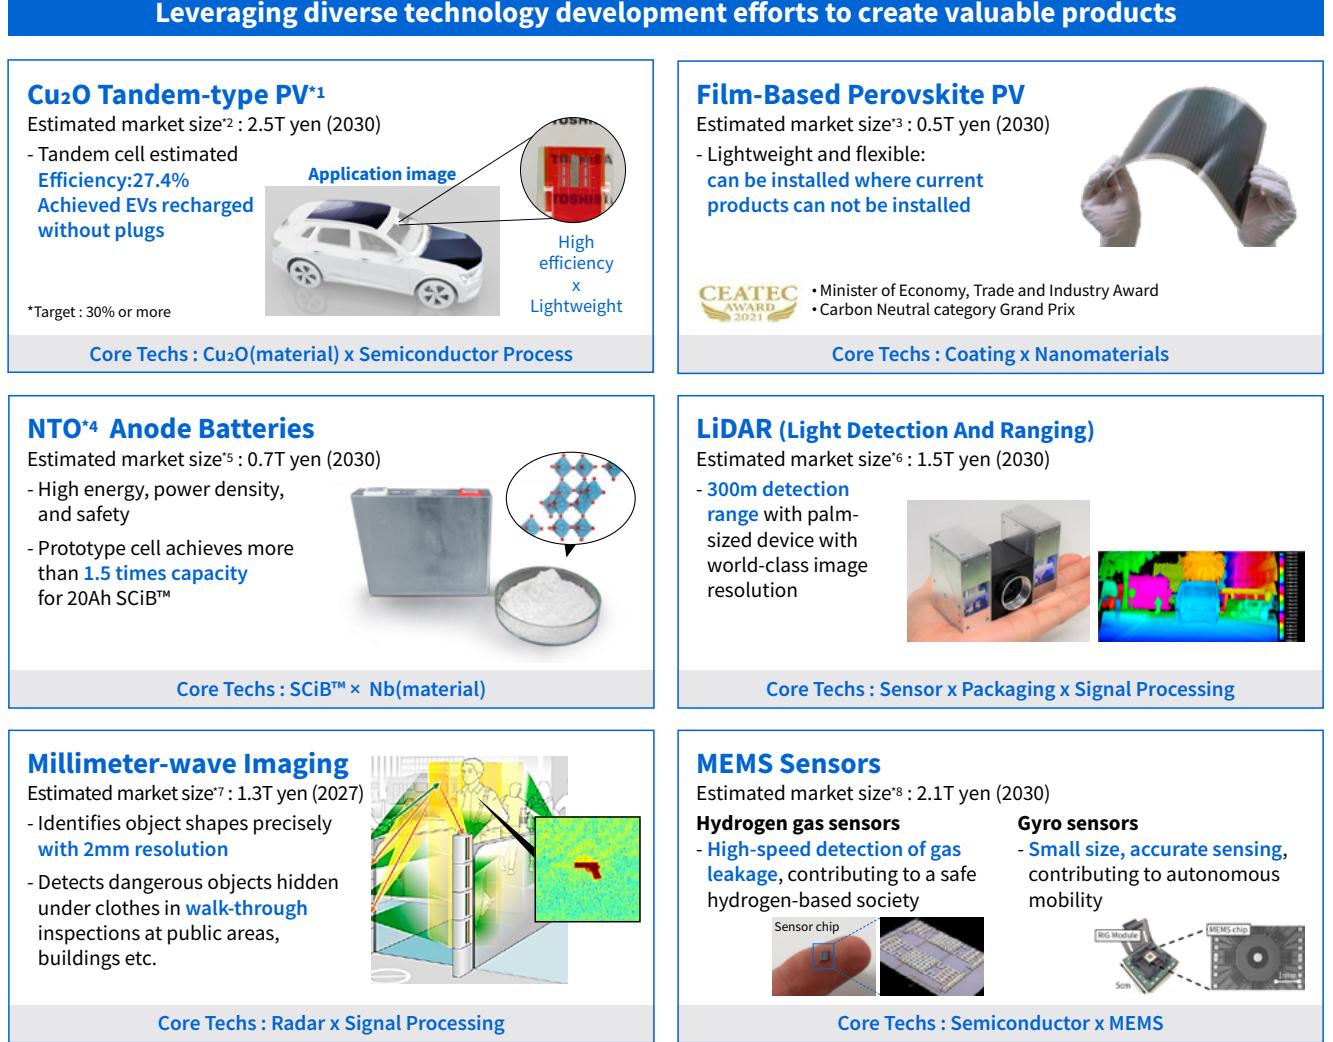 Leveraging diverse technology development efforts to create valuable products
Cu₂O Tandem-type PV*1
Estimated market size*2 : 2.5T yen (2030)
- Tandem cell estimated
Efficiency:27.4%
Achieved EVs recharged
without plugs
*Target : 30% or more
Application image
TOSHIBA
High
efficiency
x
Lightweight
Core Techs : Cu₂O(material) x Semiconductor Process
Film-Based Perovskite PV
Estimated market size*3 : 0.5T yen (2030)
- Lightweight and flexible:
can be installed where current
products can not be installed
CEATEC
AWARD
2021
• Minister of Economy, Trade and Industry Award
• Carbon Neutral category Grand Prix
Core Techs : Coating x Nanomaterials
NTO*4 Anode Batteries
Estimated market size*5 : 0.7T yen (2030)
- High energy, power density,
and safety
- Prototype cell achieves more
than 1.5 times capacity
for 20Ah SCiB™
Core Techs : SCiB™ × Nb(material)
LiDAR (Light Detection And Ranging)
Estimated market size*6 : 1.5T yen (2030)
- 300m detection
range with palm-
sized device with
world-class image
resolution
Core Techs : Sensor x Packaging x Signal Processing
Millimeter-wave Imaging
Estimated market size*7 : 1.3T yen (2027)
- Identifies object shapes precisely
with 2mm resolution
- Detects dangerous objects hidden
under clothes in walk-through
inspections at public areas,
buildings etc.
Core Techs : Radar x Signal Processing
MEMS Sensors
Estimated market size*8 : 2.1T yen (2030)
Hydrogen gas sensors
- High-speed detection of gas
leakage, contributing to a safe
hydrogen-based society
Sensor chip
Gyro sensors
- Small size, accurate sensing,
contributing to autonomous
mobility
RIG Module
5cm
MEMS chip
1mm
Core Techs : Semiconductor x MEMS